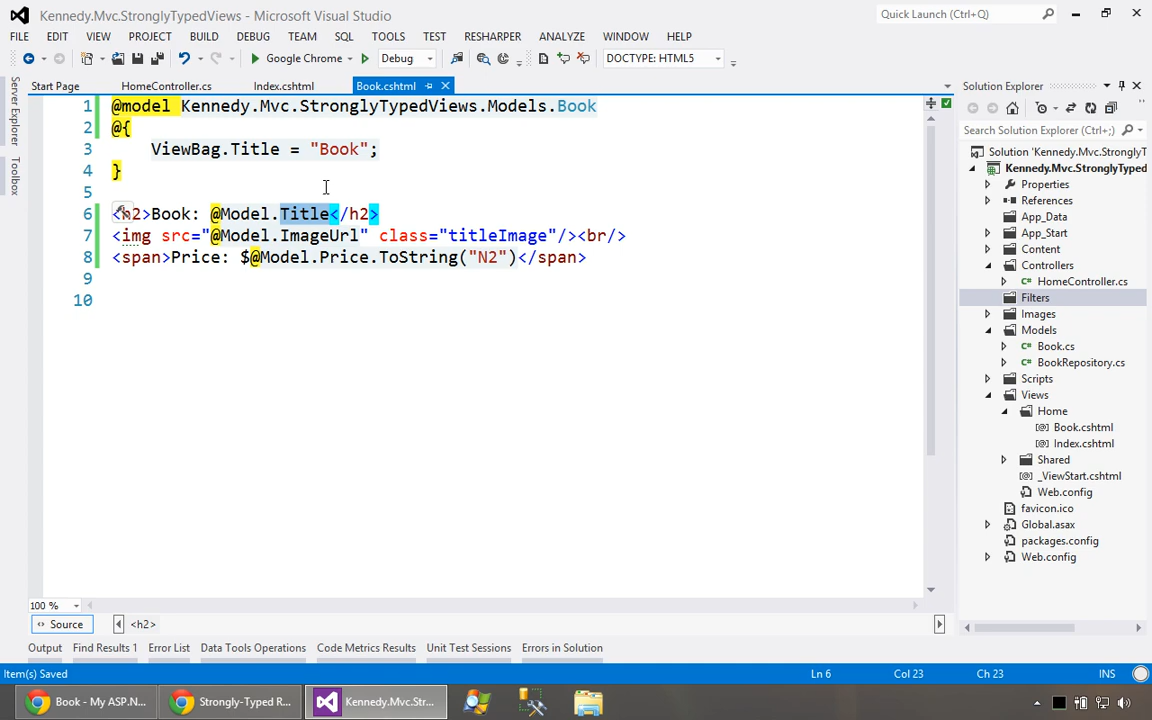 Kennedy.Mvc.StronglyTypedViews - Microsoft Visual Studio
Quick Launch (Ctrl+Q)
FILE EDIT VIEW PROJECT BUILD DEBUG TEAM SQL TOOLS TEST RESHARPER ANALYZE WINDOW HELP
Google Chrome Debug DOCTYPE: HTML5
Start Page HomeController.cs Index.cshtml Book.cshtml
Server Explorer
Toolbox
1 @model Kennedy.Mvc.StronglyTypedViews.Models.Book
2 @{
3 ViewBag.Title = "Book";
4 }
5
6 <h2>Book: @Model.Title</h2>
7 <img src="@Model.ImageUrl" class="titleImage"/><br/>
8 <span>Price: $@Model.Price.ToString("N2")</span>
9
10
100 %
Source <h2>
Solution Explorer
Search Solution Explorer (Ctrl+;)
Solution 'Kennedy.Mvc.StronglyT
Kennedy.Mvc.StronglyTyped
Properties
References
App_Data
App_Start
Content
Controllers
HomeController.cs
Filters
Images
Models
Book.cs
BookRepository.cs
Scripts
Views
Home
Book.cshtml
Index.cshtml
Shared
_ViewStart.cshtml
Web.config
favicon.ico
Global.asax
packages.config
Web.config
Output Find Results 1 Error List Data Tools Operations Code Metrics Results Unit Test Sessions Errors in Solution
Item(s) Saved Ln 6 Col 23 Ch 23 INS
Book - My ASP.N... Strongly-Typed R... Kennedy.Mvc.Str...